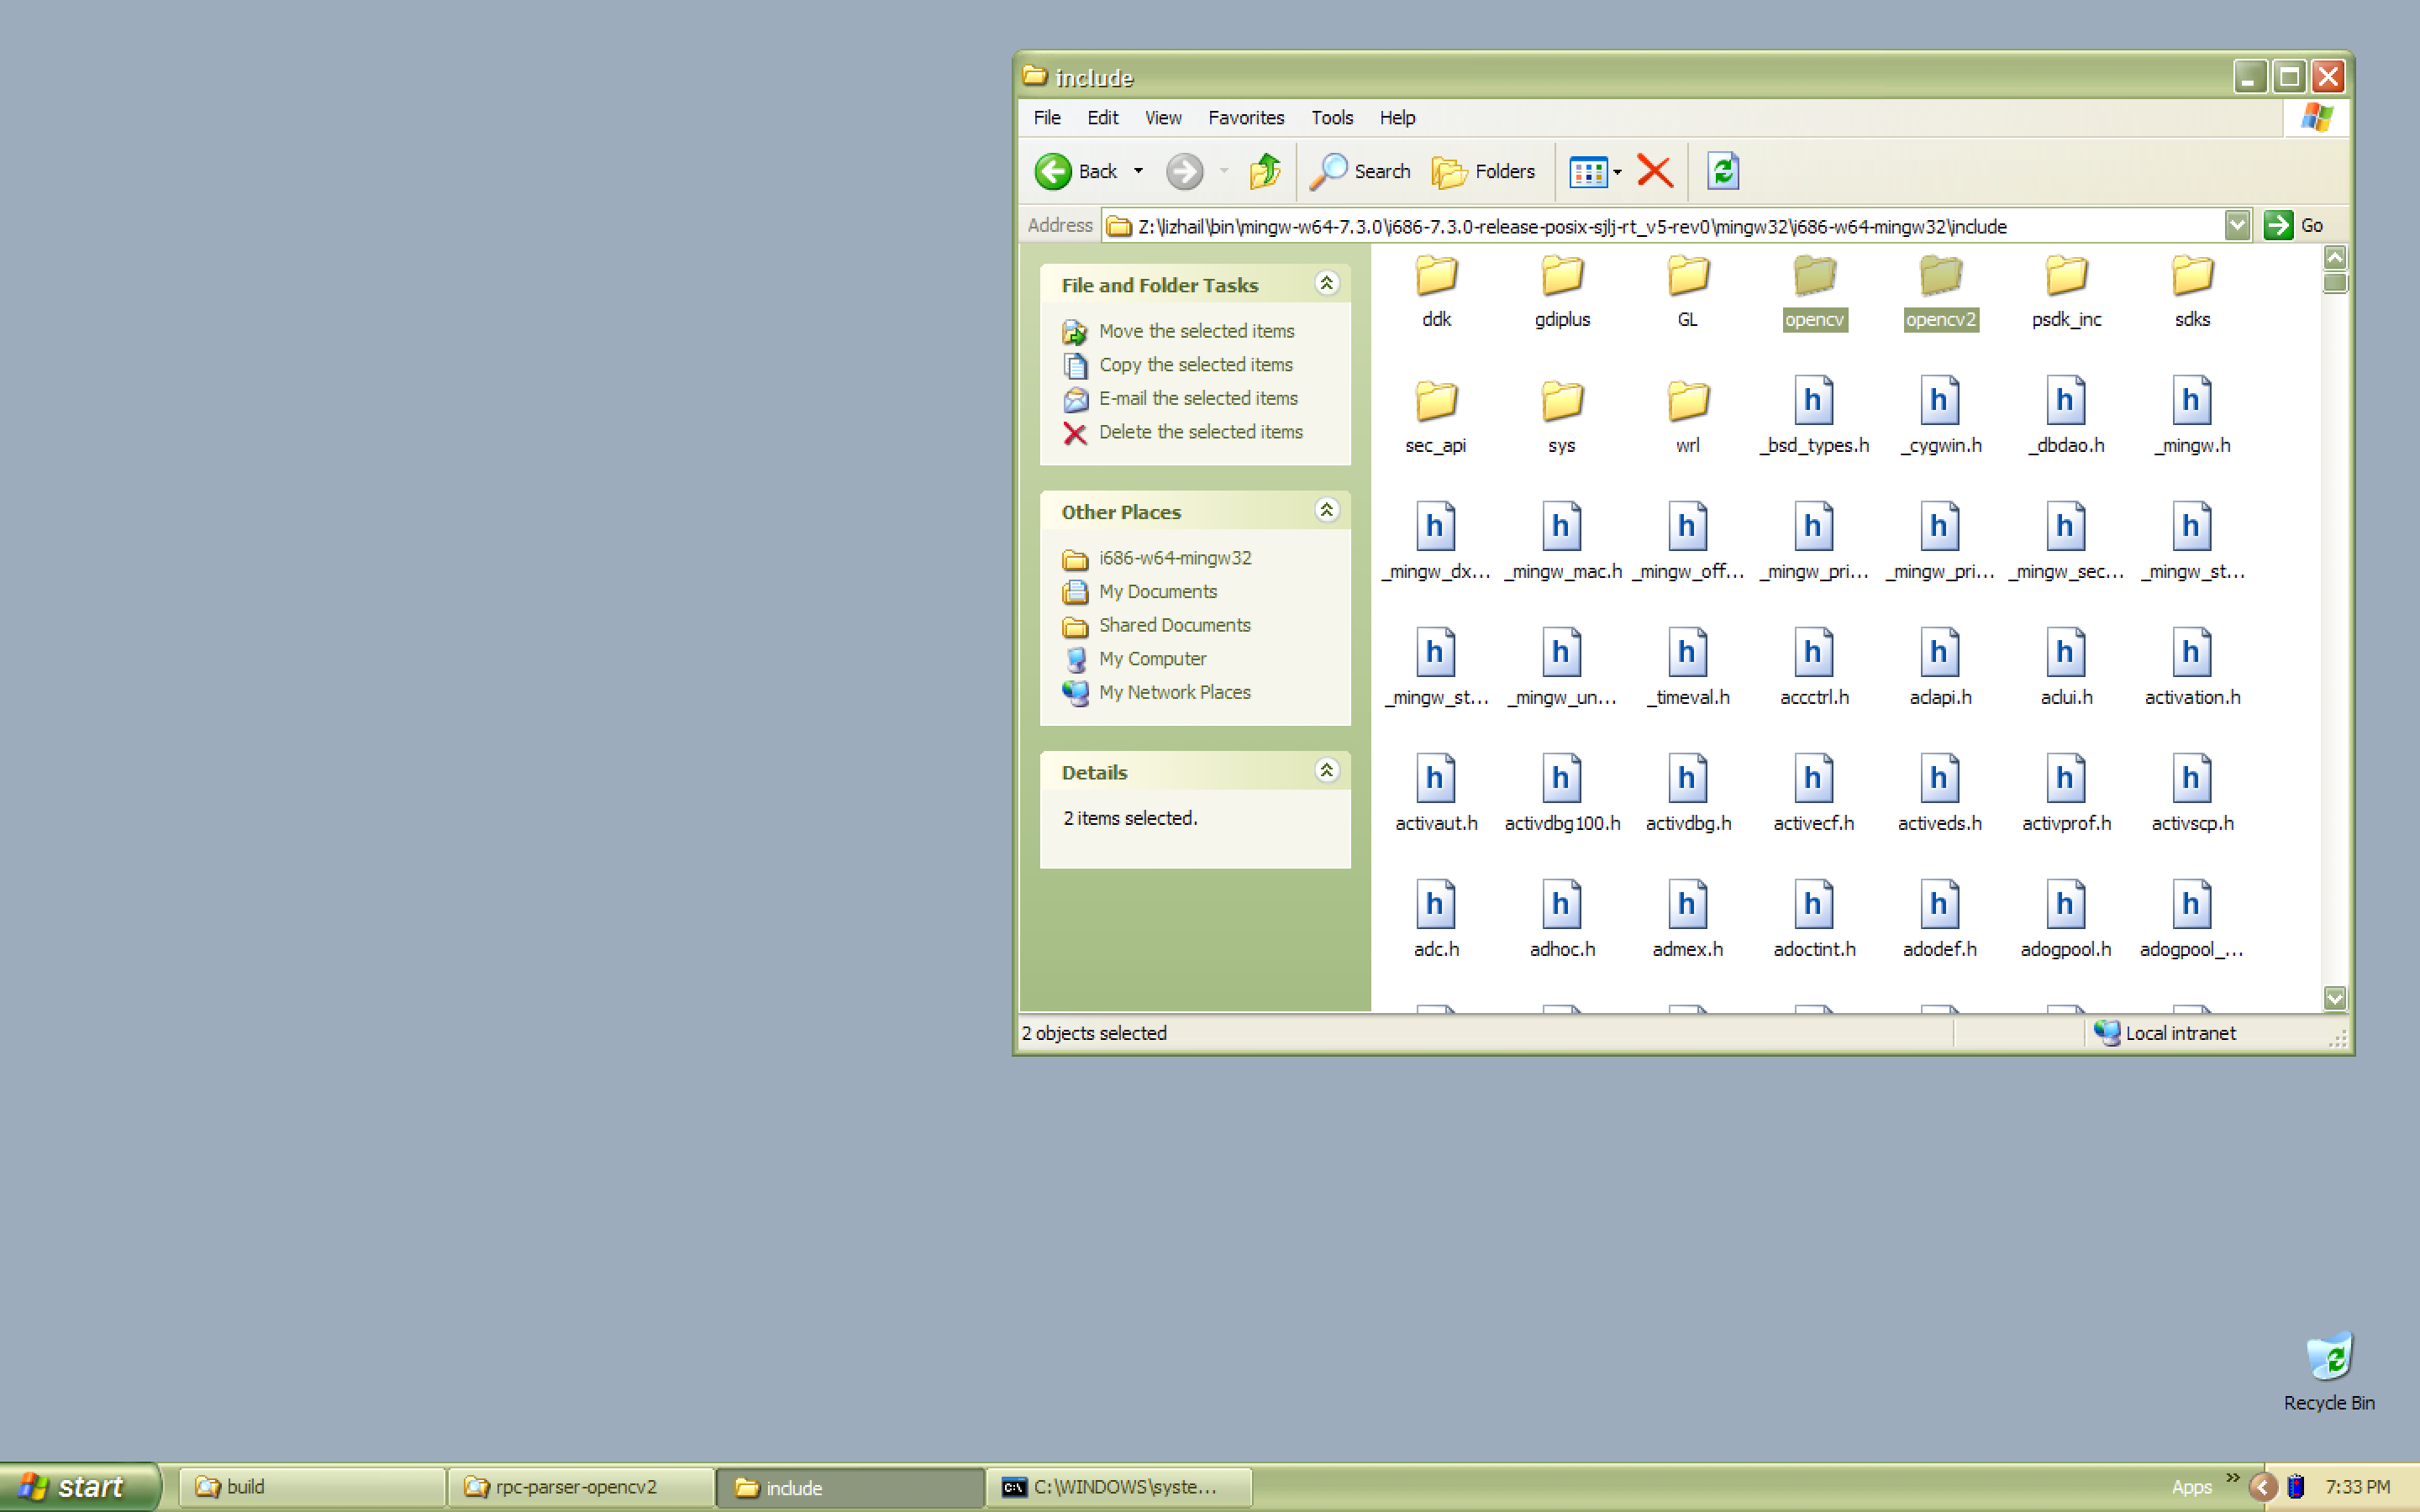 include
File Edit View Favorites Tools Help
Back Search Folders
Address Z:\lizhail\bin\mingw-w64-7.3.0\i686-7.3.0-release-posix-sjlj-rt_v5-rev0\mingw32\i686-w64-mingw32\include Go
File and Folder Tasks
Move the selected items
Copy the selected items
E-mail the selected items
Delete the selected items
Other Places
i686-w64-mingw32
My Documents
Shared Documents
My Computer
My Network Places
Details
2 items selected.
ddk gdiplus GL opencv opencv2 psdk_inc sdks
sec_api sys wrl _bsd_types.h _cygwin.h _dbdao.h _mingw.h
_mingw_dx... _mingw_mac.h _mingw_off... _mingw_pri... _mingw_pri... _mingw_sec... _mingw_st...
_mingw_st... _mingw_un... _timeval.h accctrl.h aclapi.h aclui.h activation.h
activaut.h activdbg100.h activdbg.h activecf.h activeds.h activprof.h activscp.h
adc.h adhoc.h admex.h adoctint.h adodef.h adogpool.h adogpool_...
2 objects selected Local intranet
Recycle Bin
start build rpc-parser-opencv2 include C:\WINDOWS\syste... Apps 7:33 PM